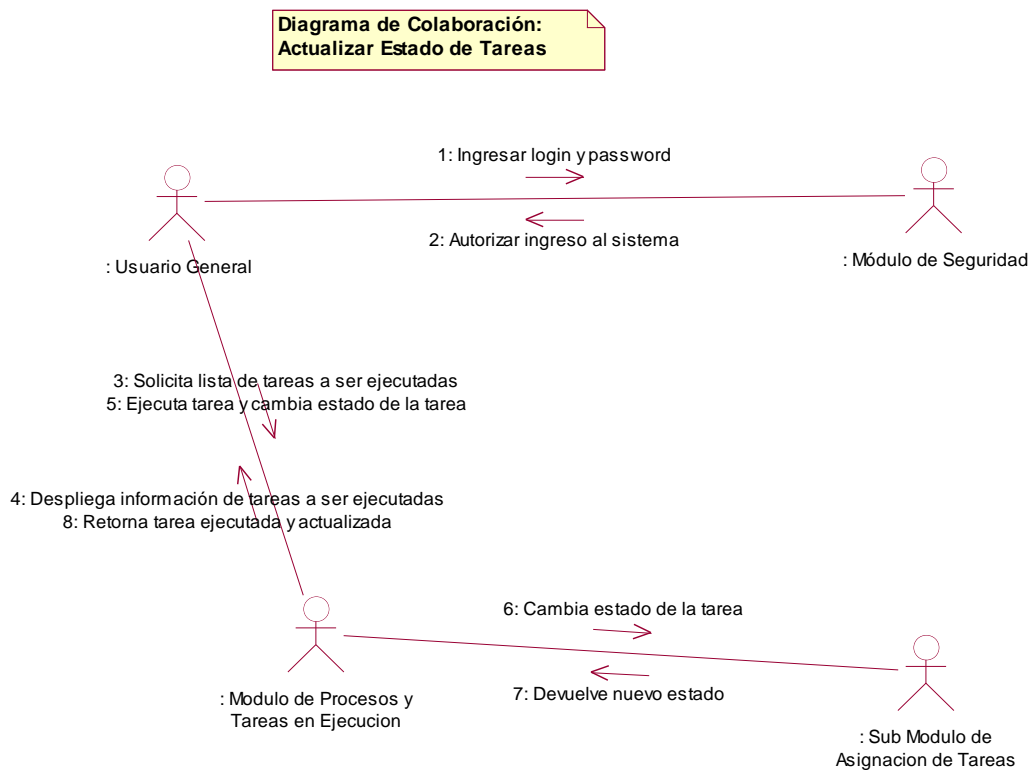 Diagrama de Colaboración:
Actualizar Estado de Tareas
1: Ingresar login y password
2: Autorizar ingreso al sistema
: Usuario General
: Módulo de Seguridad
3: Solicita lista de tareas a ser ejecutadas
5: Ejecuta tarea y cambia estado de la tarea
4: Despliega información de tareas a ser ejecutadas
8: Retorna tarea ejecutada y actualizada
6: Cambia estado de la tarea
7: Devuelve nuevo estado
: Modulo de Procesos y
Tareas en Ejecucion
: Sub Modulo de
Asignacion de Tareas